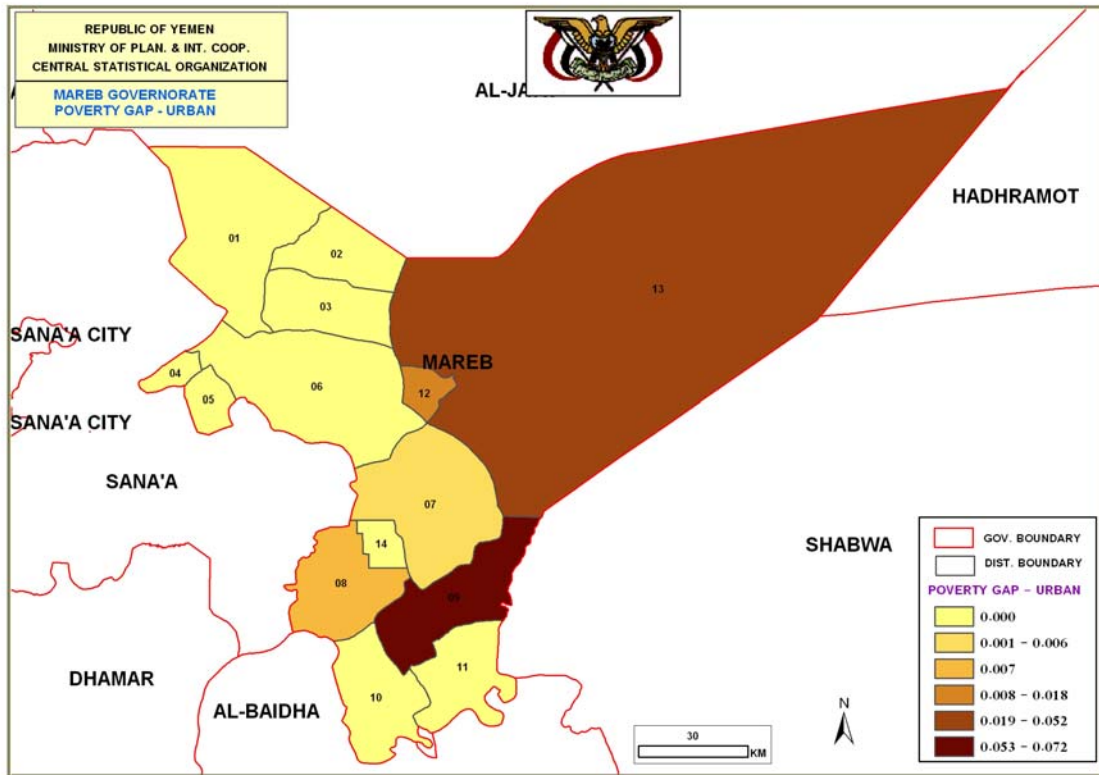 REPUBLIC OF YEMEN
MINISTRY OF PLAN. & INT. COOP.
CENTRAL STATISTICAL ORGANIZATION
MAREB GOVERNORATE
POVERTY GAP - URBAN
HADHRAMOT
01
02
03
13
SANA'A CITY
MAREB
04
05
06
12
SANA'A CITY
SANA'A
07
14
08
09
SHABWA
10
11
DHAMAR
AL-BAIDHA
GOV. BOUNDARY
DIST. BOUNDARY
POVERTY GAP – URBAN
0.000
0.001 – 0.006
0.007
0.008 – 0.018
0.019 – 0.052
0.053 – 0.072
N
30
KM